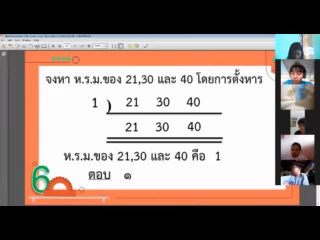 จงหา ห.ร.ม.ของ 21,30 และ 40 โดยการตั้งหาร
1 ) 21 30 40
21 30 40
ห.ร.ม.ของ 21,30 และ 40 คือ 1
ตอบ ๑
6